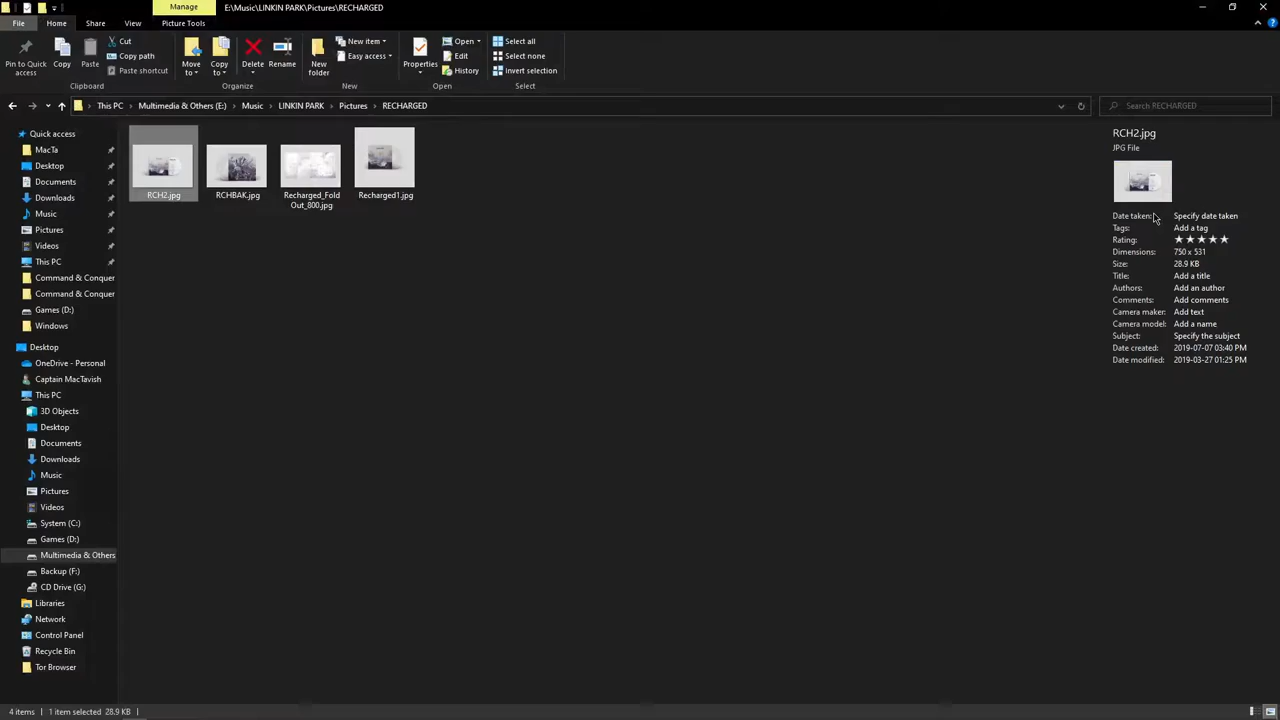 Manage
E:\Music\LINKIN PARK\Pictures\RECHARGED
File
Home
Share
View
Picture Tools
Pin to Quick access
Copy
Paste
Cut
Copy path
Paste shortcut
Move to
Copy to
Delete
Rename
New folder
New item
Easy access
Properties
Open
Edit
History
Select all
Select none
Invert selection
Clipboard
Organize
New
Open
Select
This PC
Multimedia & Others (E:)
Music
LINKIN PARK
Pictures
RECHARGED
Search RECHARGED
Quick access
MacTa
Desktop
Documents
Downloads
Music
Pictures
Videos
This PC
Command & Conquer
Command & Conquer
Games (D:)
Windows
Desktop
OneDrive - Personal
Captain MacTavish
This PC
3D Objects
Desktop
Documents
Downloads
Music
Pictures
Videos
System (C:)
Games (D:)
Multimedia & Others
Backup (F:)
CD Drive (G:)
Libraries
Network
Control Panel
Recycle Bin
Tor Browser
RCH2.jpg
RCHBAK.jpg
Recharged_Fold
Out_800.jpg
Recharged1.jpg
RCH2.jpg
JPG File
Date taken: Specify date taken
Tags: Add a tag
Rating: ★★★★★
Dimensions: 750 x 531
Size: 28.9 KB
Title: Add a title
Authors: Add an author
Comments: Add comments
Camera maker: Add text
Camera model: Add a name
Subject: Specify the subject
Date created: 2019-07-07 03:40 PM
Date modified: 2019-03-27 01:25 PM
4 items
1 item selected 28.9 KB